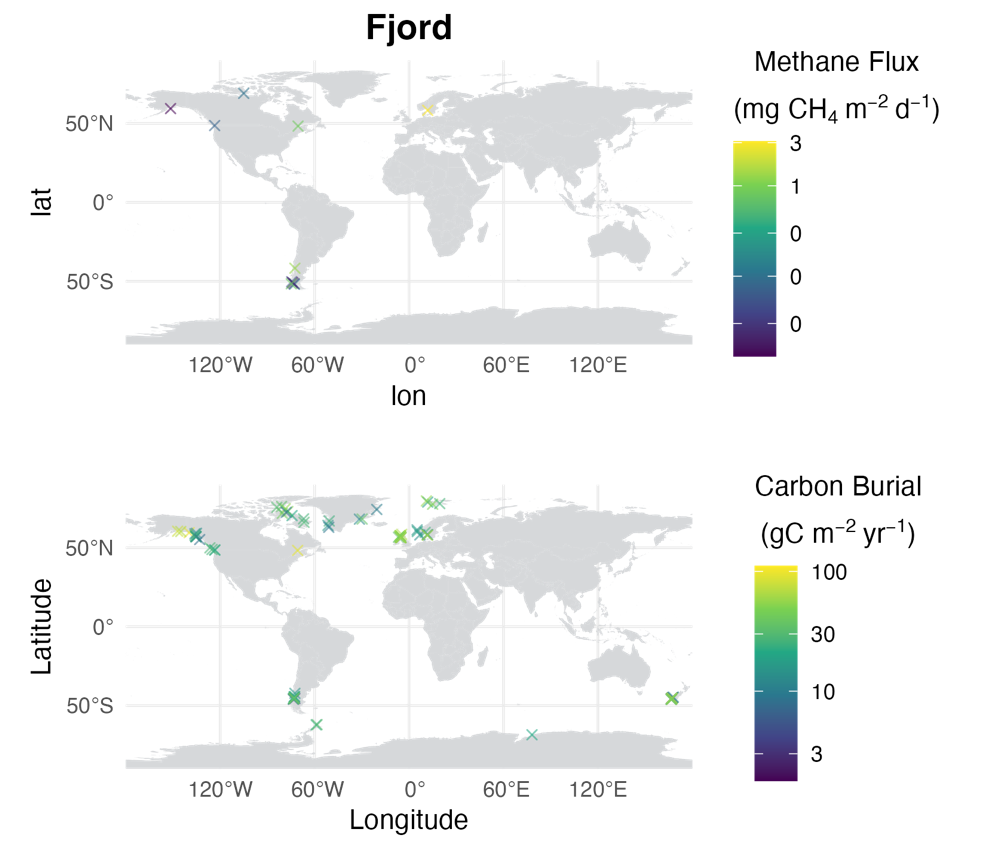 Fjord
Methane Flux
(mg CH₄ m⁻² d⁻¹)
3
1
0
0
0
50°N
0°
50°S
lat
120°W 60°W 0° 60°E 120°E
lon
Carbon Burial
(gC m⁻² yr⁻¹)
100
30
10
3
50°N
0°
50°S
Latitude
120°W 60°W 0° 60°E 120°E
Longitude